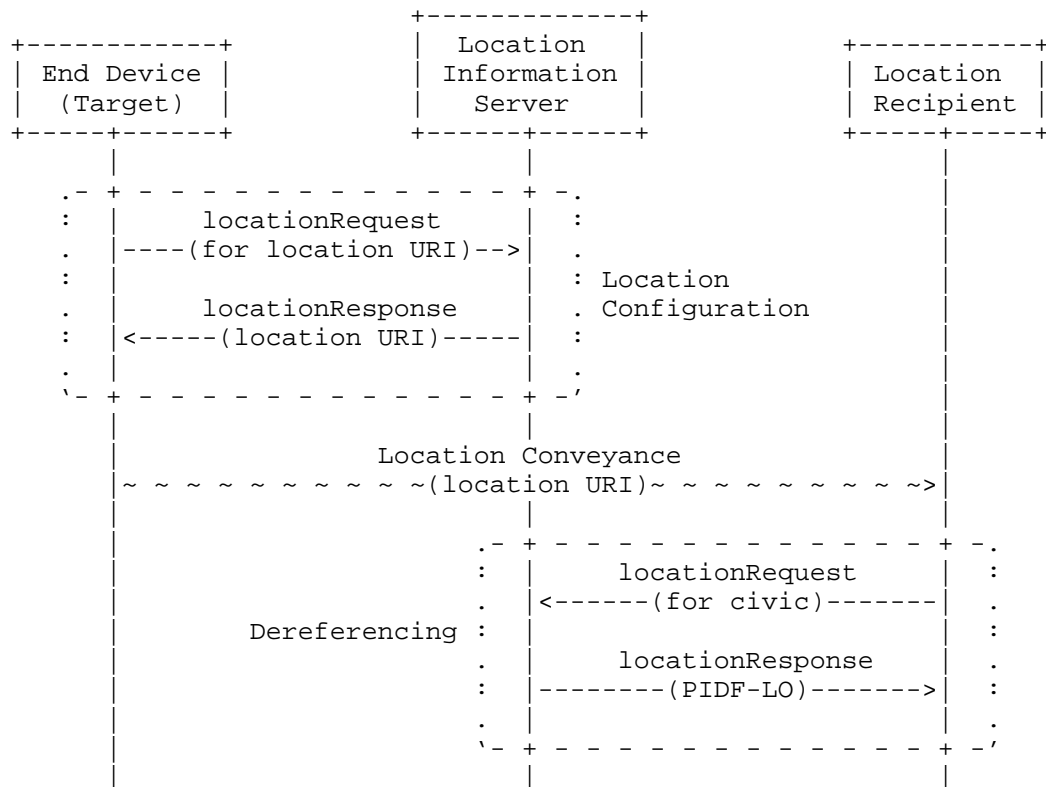 Location
End Device Information Location
(Target) Server Recipient
locationRequest
(for location URI)
Location
locationResponse Configuration
(location URI)
Location Conveyance
(location URI)
locationRequest
(for civic)
Dereferencing
locationResponse
(PIDF-LO)